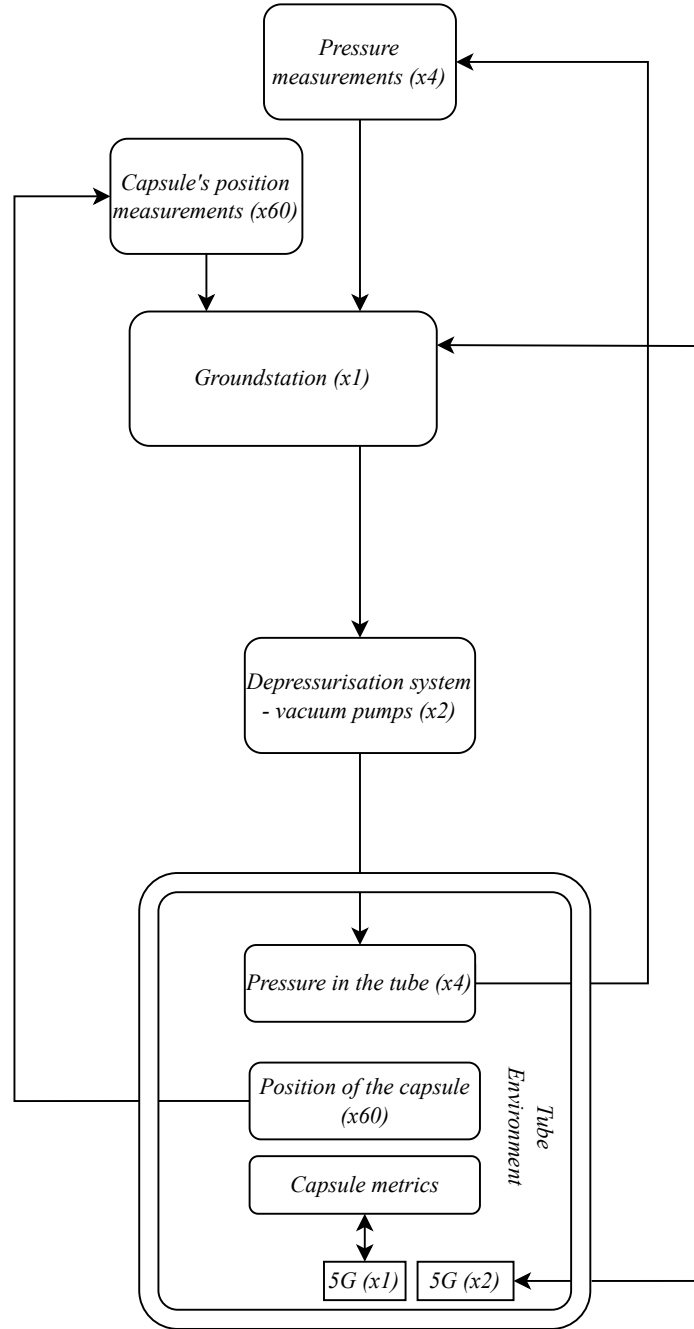 Pressure
measurements (x4)
Capsule's position
measurements (x60)
Groundstation (x1)
Depressurisation system
- vacuum pumps (x2)
Pressure in the tube (x4)
Position of the capsule
(x60)
Tube
Environment
Capsule metrics
5G (x1)
5G (x2)